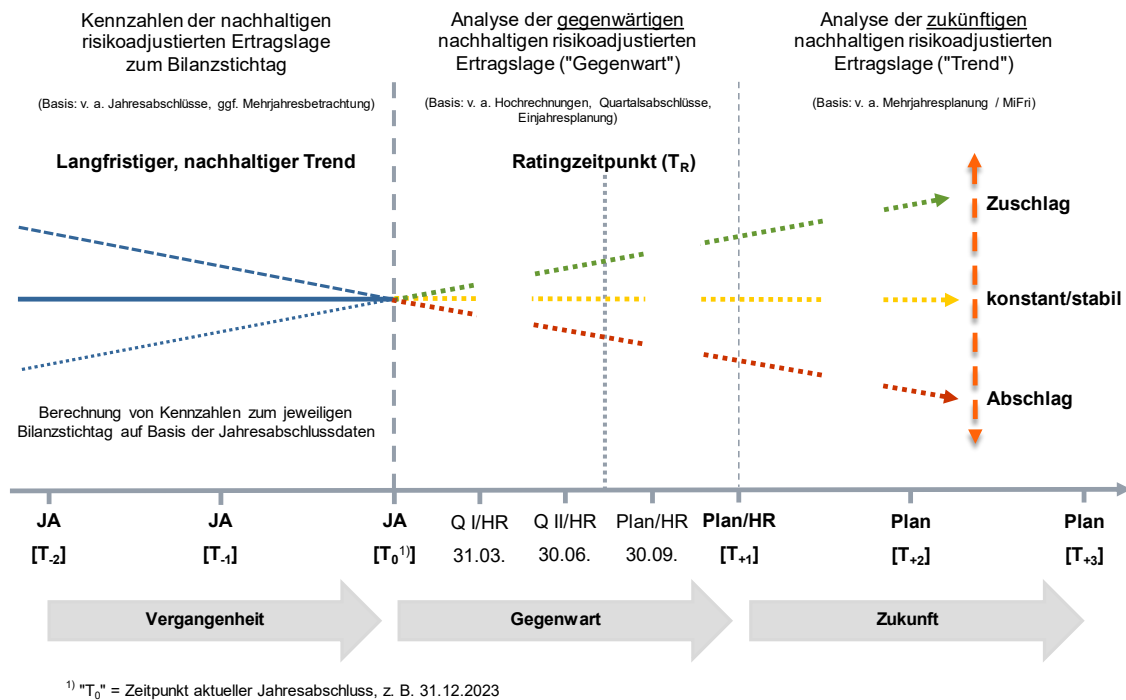 Kennzahlen der nachhaltigen
risikoadjustierten Ertragslage
zum Bilanzstichtag
(Basis: v. a. Jahresabschlüsse, ggf. Mehrjahresbetrachtung)
Analyse der gegenwärtigen
nachhaltigen risikoadjustierten
Ertragslage ("Gegenwart")
(Basis: v. a. Hochrechnungen, Quartalsabschlüsse,
Einjahresplanung)
Analyse der zukünftigen
nachhaltigen risikoadjustierten
Ertragslage ("Trend")
(Basis: v.a. Mehrjahresplanung / MiFri)
Langfristiger, nachhaltiger Trend
Ratingzeitpunkt (T_R)
Zuschlag
konstant/stabil
Abschlag
Berechnung von Kennzahlen zum jeweiligen
Bilanzstichtag auf Basis der Jahresabschlussdaten
JA JA JA Q I/HR Q II/HR Plan/HR Plan/HR Plan Plan
[T₋₂] [T₋₁] [T₀¹⁾] 31.03. 30.06. 30.09. [T₊₁] [T₊₂] [T₊₃]
Vergangenheit Gegenwart Zukunft
¹⁾ "T₀" = Zeitpunkt aktueller Jahresabschluss, z. B. 31.12.2023